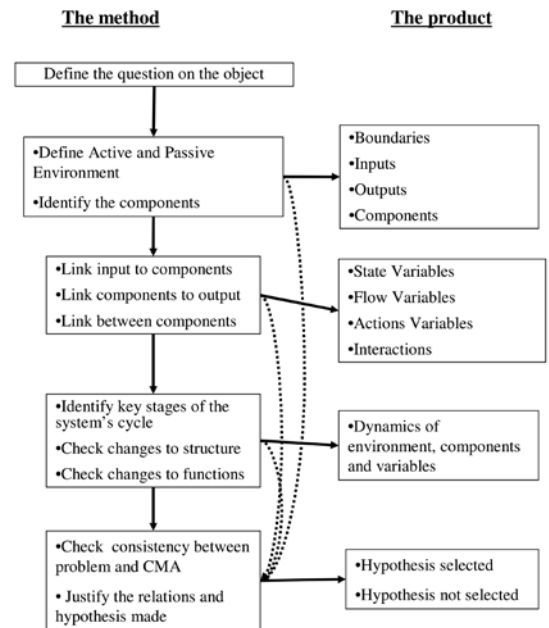 The method
The product
Define the question on the object
•Define Active and Passive
Environment
•Identify the components
•Boundaries
•Inputs
•Outputs
•Components
•Link input to components
•Link components to output
•Link between components
•State Variables
•Flow Variables
•Actions Variables
•Interactions
•Identify key stages of the
system's cycle
•Check changes to structure
•Check changes to functions
•Dynamics of
environment, components
and variables
•Check consistency between
problem and CMA
• Justify the relations and
hypothesis made
•Hypothesis selected
•Hypothesis not selected